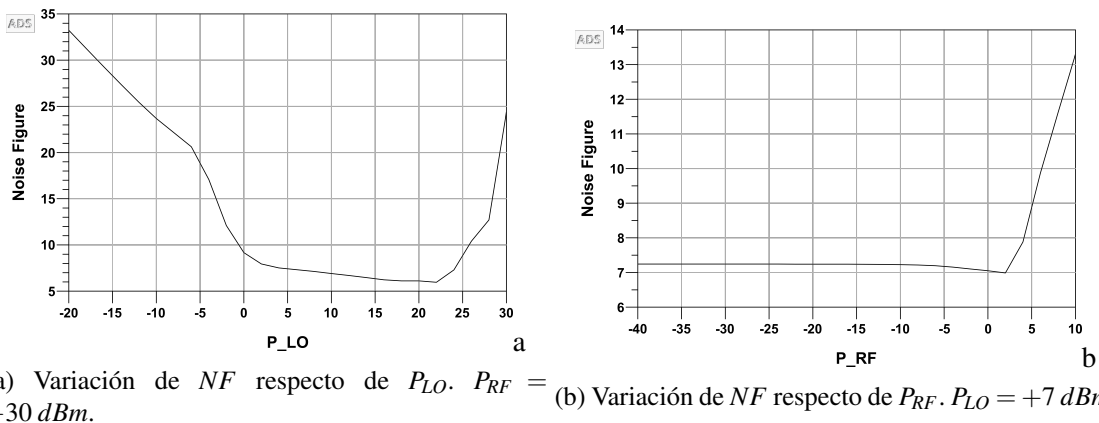 ADS
35
30
25
20
15
10
5
Noise Figure
-20 -15 -10 -5 0 5 10 15 20 25 30
P_LO
a
ADS
14
13
12
11
10
9
8
7
6
Noise Figure
-40 -35 -30 -25 -20 -15 -10 -5 0 5 10
P_RF
b
) Variación de NF respecto de P_LO. P_RF =
30 dBm.
(b) Variación de NF respecto de P_RF. P_LO = +7 dBm